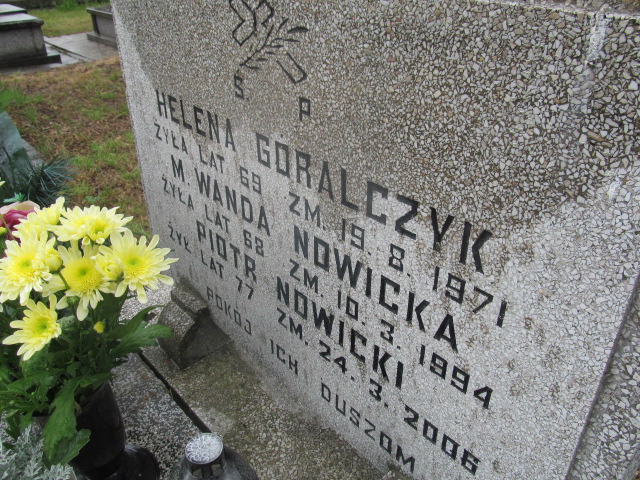 Ś P
HELENA GORALCZYK
ŻYŁA LAT 69 ZM. 19.8.1971
M. WANDA NOWICKA
ŻYŁA LAT 68 ZM. 10.3.1994
PIOTR NOWICKI
ŻYŁ LAT 77 ZM. 24.3.2006
POKÓJ ICH DUSZOM